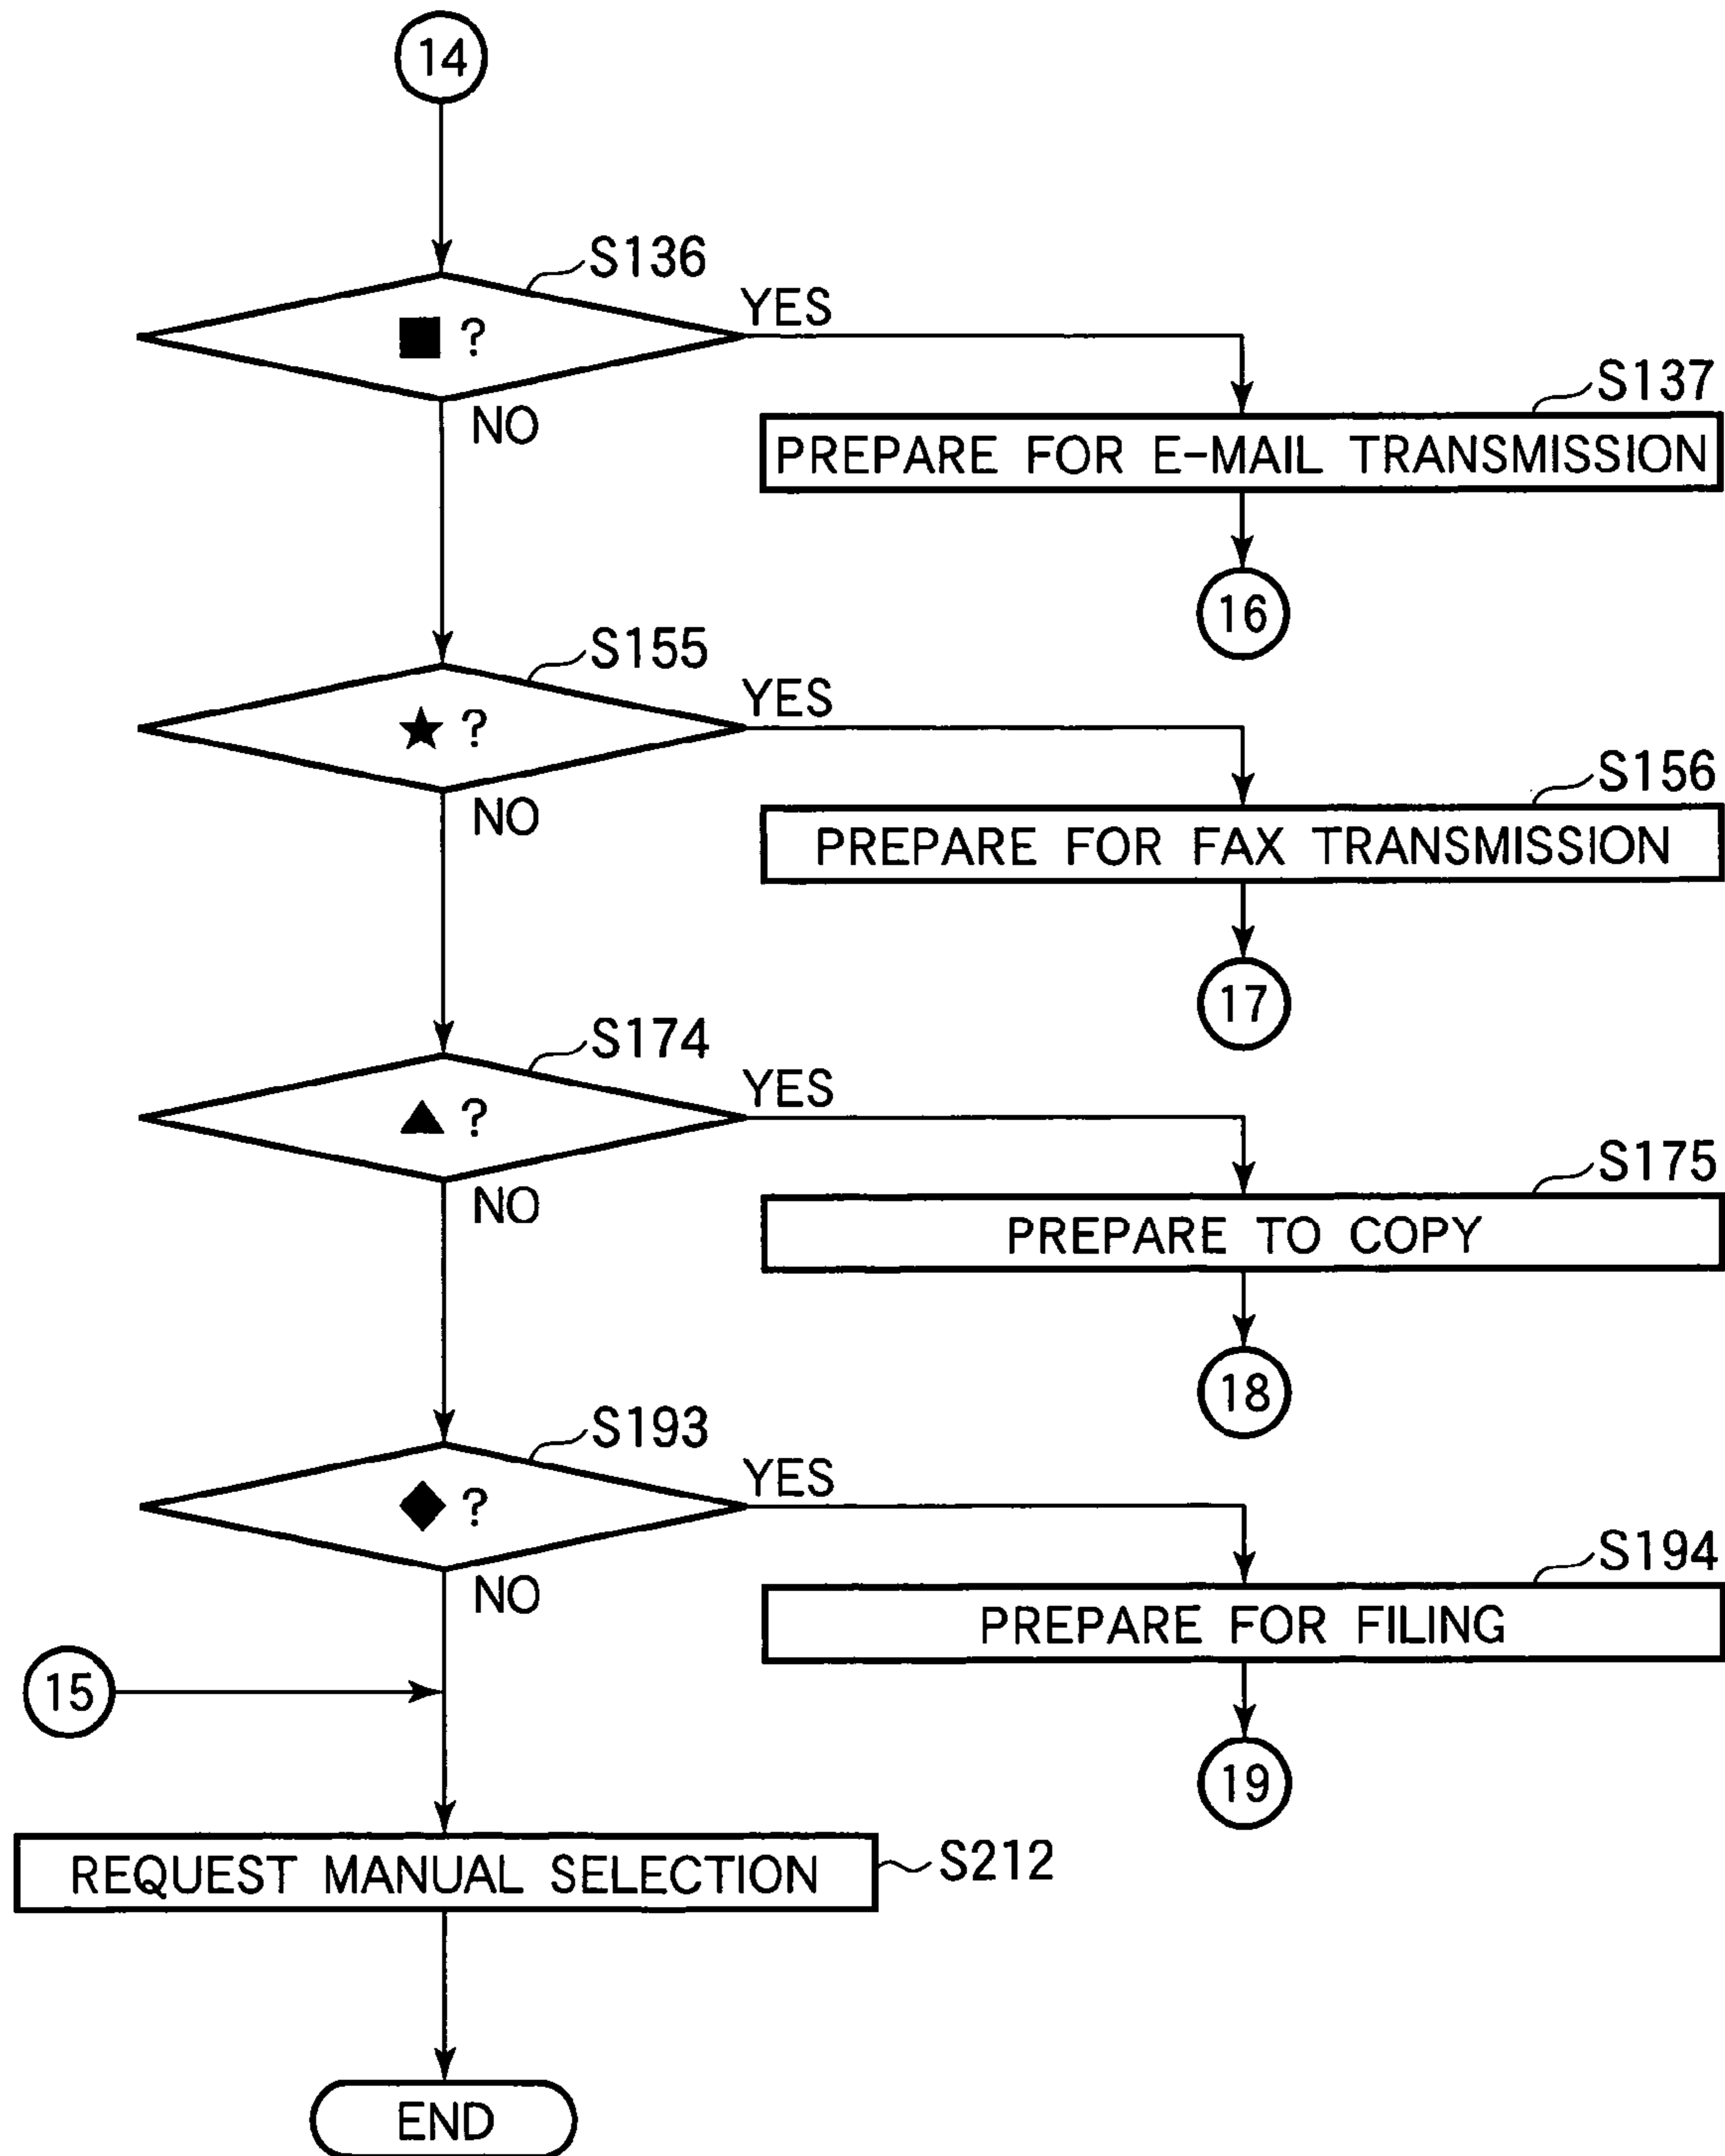 14
S136
■ ?
YES
NO
S137
PREPARE FOR E-MAIL TRANSMISSION
16
S155
★ ?
YES
NO
S156
PREPARE FOR FAX TRANSMISSION
17
S174
▲ ?
YES
NO
S175
PREPARE TO COPY
18
S193
◆ ?
YES
NO
S194
PREPARE FOR FILING
15
19
REQUEST MANUAL SELECTION
S212
END